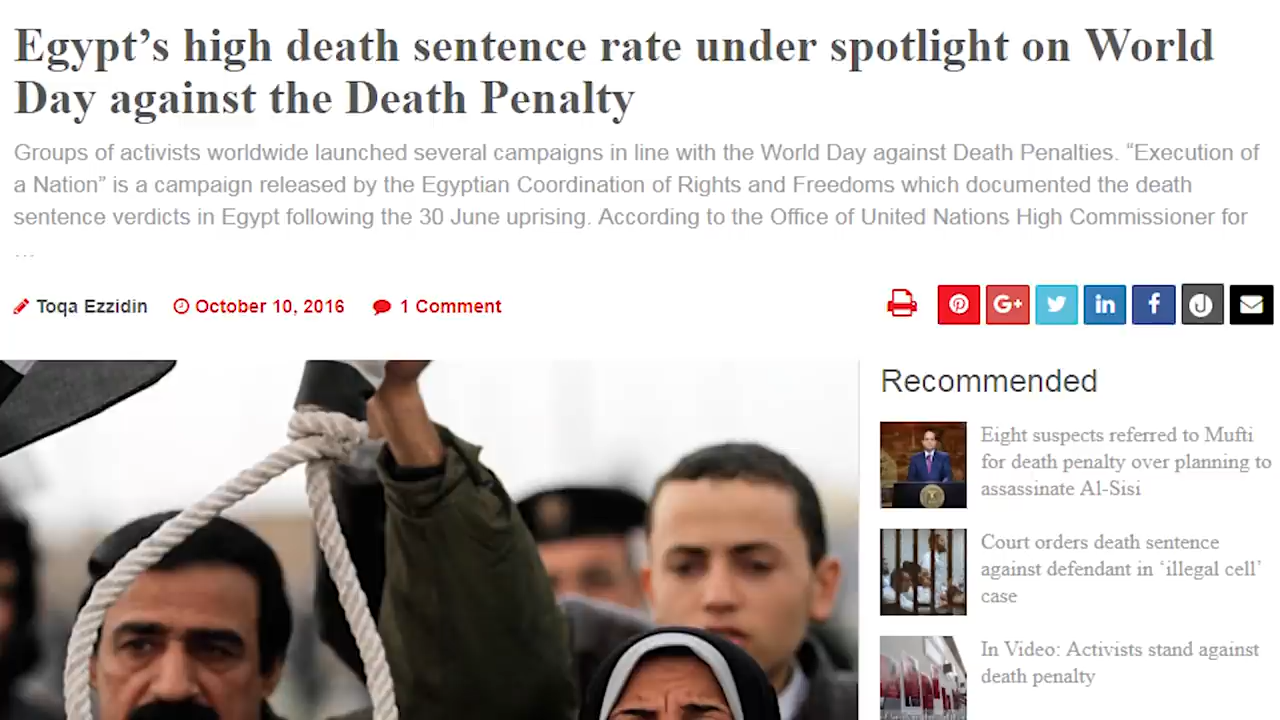 Egypt’s high death sentence rate under spotlight on World
Day against the Death Penalty
Groups of activists worldwide launched several campaigns in line with the World Day against Death Penalties. “Execution of
a Nation” is a campaign released by the Egyptian Coordination of Rights and Freedoms which documented the death
sentence verdicts in Egypt following the 30 June uprising. According to the Office of United Nations High Commissioner for
…
Toqa Ezzidin October 10, 2016 1 Comment
G+ in f
Recommended
Eight suspects referred to Mufti
for death penalty over planning to
assassinate Al-Sisi
Court orders death sentence
against defendant in ‘illegal cell’
case
In Video: Activists stand against
death penalty